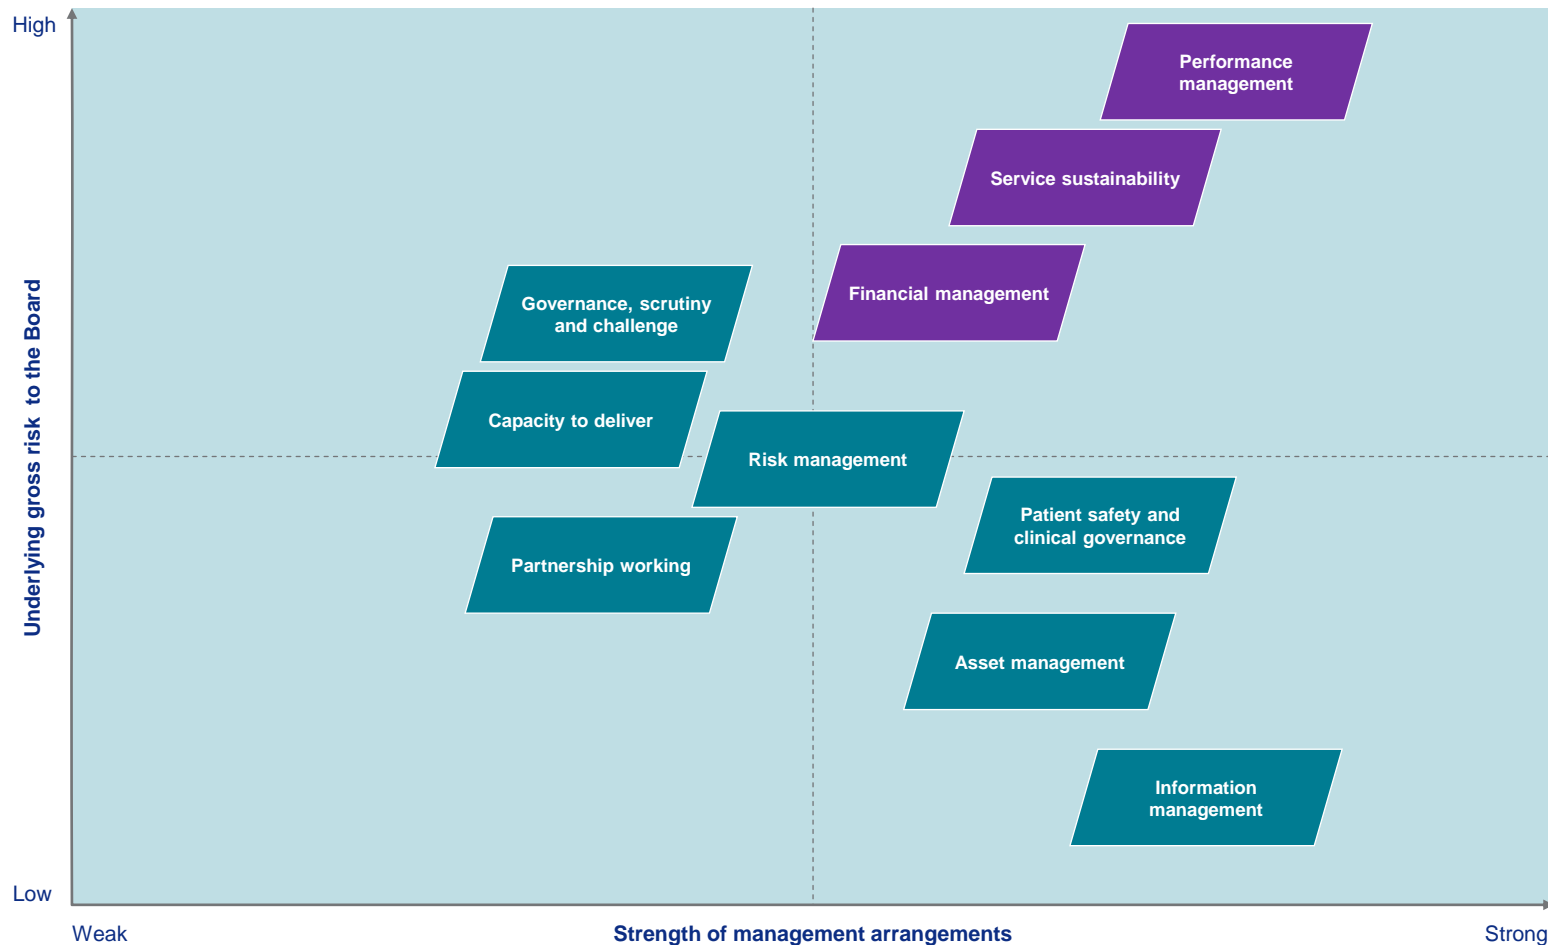 High
Performance
management
Service sustainability
Financial management
Governance, scrutiny
and challenge
Capacity to deliver
Risk management
Patient safety and
clinical governance
Partnership working
Asset management
Information
management
Underlying gross risk to the Board
Low
Weak
Strength of management arrangements
Strong